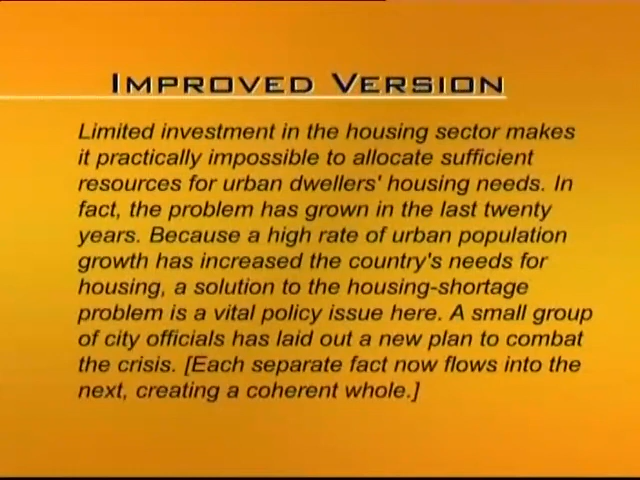 IMPROVED VERSION
Limited investment in the housing sector makes
it practically impossible to allocate sufficient
resources for urban dwellers' housing needs. In
fact, the problem has grown in the last twenty
years. Because a high rate of urban population
growth has increased the country's needs for
housing, a solution to the housing-shortage
problem is a vital policy issue here. A small group
of city officials has laid out a new plan to combat
the crisis. [Each separate fact now flows into the
next, creating a coherent whole.]